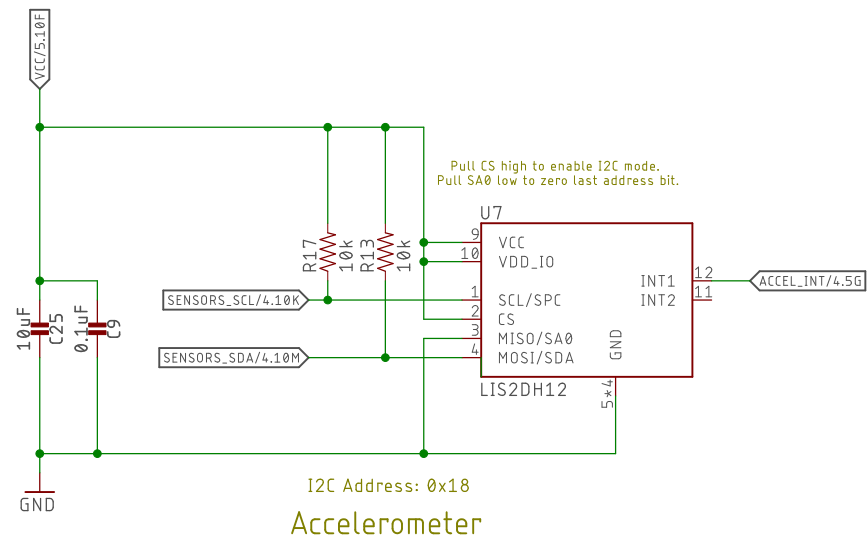 VCC/5.10F
Pull CS high to enable I2C mode.
Pull SA0 low to zero last address bit.
U7
R17
10k
R13
10k
9
VCC
10
VDD_IO
INT1
12
ACCEL_INT/4.5G
SENSORS_SCL/4.10K
1
SCL/SPC
INT2
11
2
CS
10uF
C25
0.1uF
C9
3
MISO/SA0
GND
SENSORS_SDA/4.10M
4
MOSI/SDA
LIS2DH12
5*4
I2C Address: 0x18
GND
Accelerometer